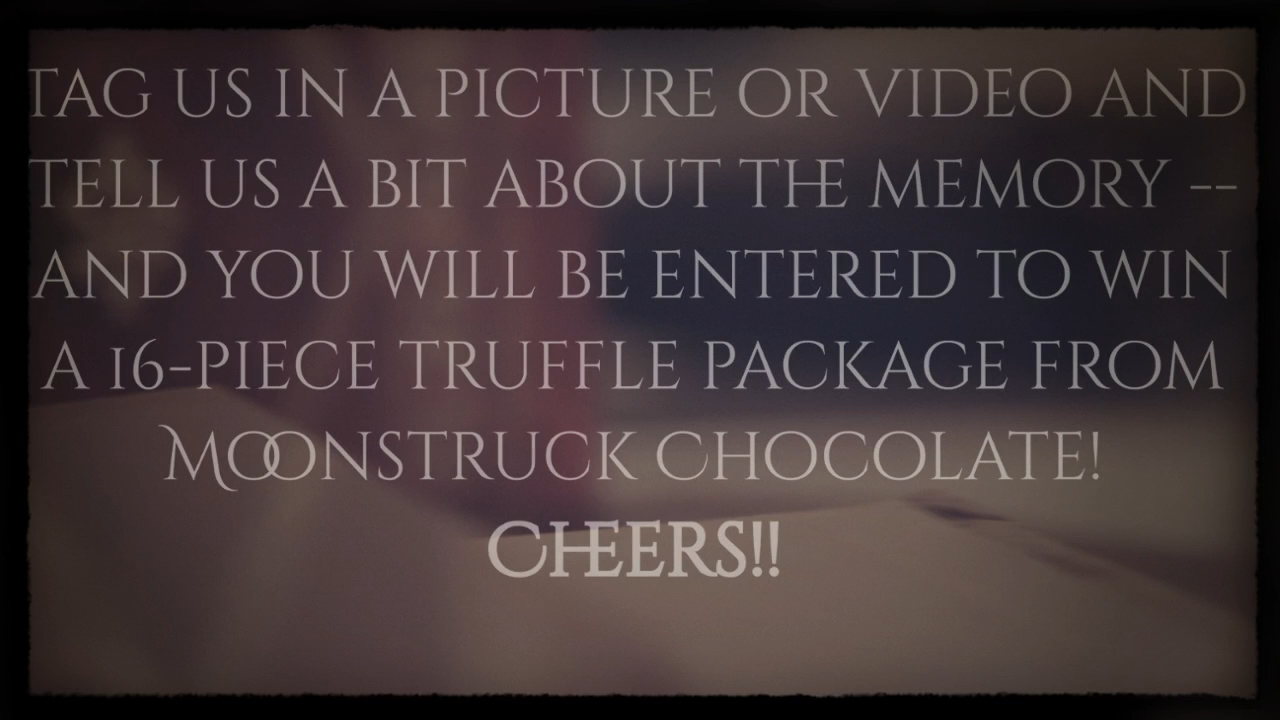 TAG US IN A PICTURE OR VIDEO AND
TELL US A BIT ABOUT THE MEMORY --
AND YOU WILL BE ENTERED TO WIN
A 16-PIECE TRUFFLE PACKAGE FROM
MOONSTRUCK CHOCOLATE!
CHEERS!!